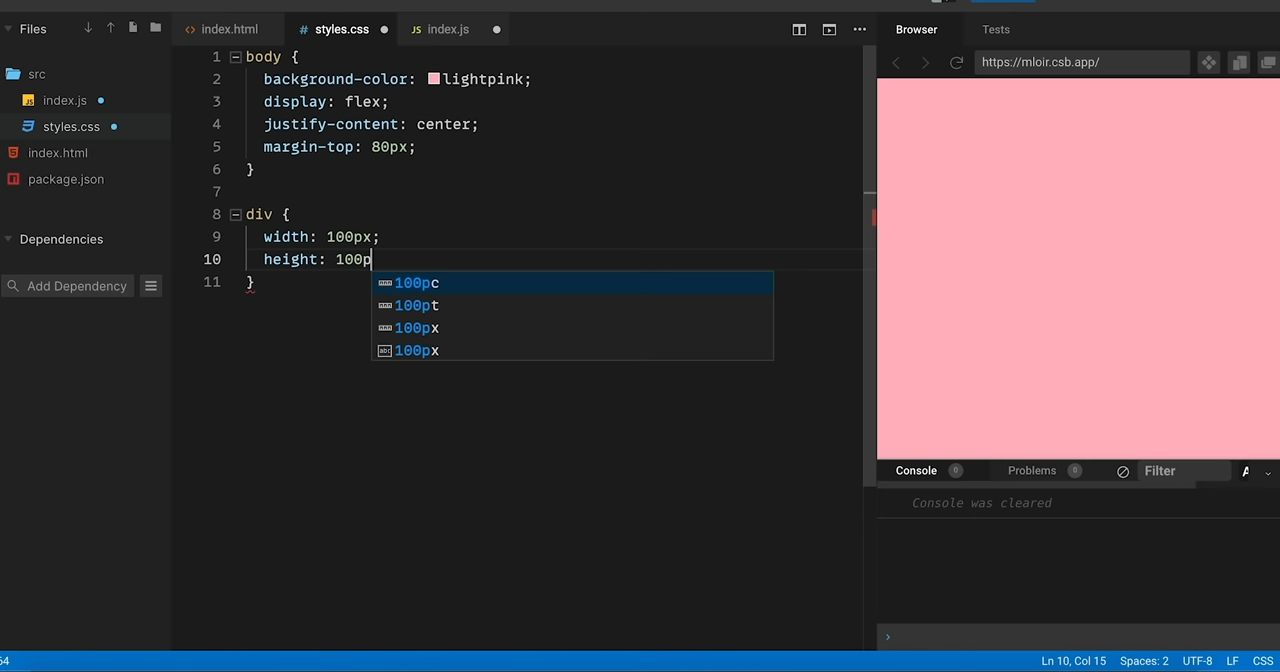 Files
index.html
# styles.css
JS index.js
Browser
Tests
src
index.js
styles.css
index.html
package.json
Dependencies
Add Dependency
https://mloir.csb.app/
1 body {
2 background-color: lightpink;
3 display: flex;
4 justify-content: center;
5 margin-top: 80px;
6 }
7
8 div {
9 width: 100px;
10 height: 100p
11 }
100pc
100pt
100px
abc 100px
Console 0
Problems 0
Filter
A
Console was cleared
64
Ln 10, Col 15
Spaces: 2
UTF-8
LF
CSS